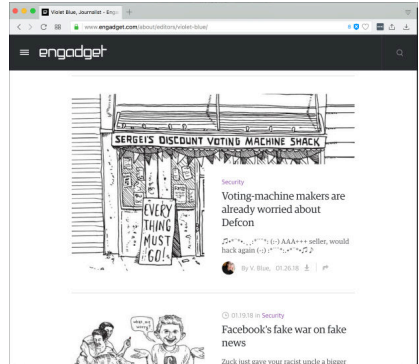 Violet Blue, Journalist - Enga
www.engadget.com/about/editors/violet-blue/
engadget
SERGEI'S DISCOUNT VOTING MACHINE SHACK
EVERY
THING
MUST
GO!
Security
Voting-machine makers are
already worried about
Defcon
(:-) AAA+++ seller, would
hack again (-:)
By V. Blue, 01.26.18
01.19.18 in Security
Facebook's fake war on fake
news
Zuck just gave your racist uncle a bigger